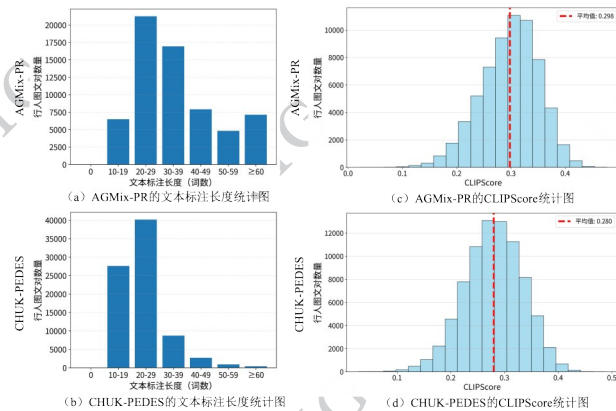 AGMix-PR
行人图文对数量
20000
17500
15000
12500
10000
7500
5000
2500
0
0 10-19 20-29 30-39 40-49 50-59 ≥60
文本标注长度（词数）
（a）AGMix-PR的文本标注长度统计图
AGMix-PR
行人图文对数量
10000
8000
6000
4000
2000
0
平均值: 0.298
0.0 0.1 0.2 0.3 0.4
CLIPScore
（c）AGMix-PR的CLIPScore统计图
CHUK-PEDES
行人图文对数量
40000
35000
30000
25000
20000
15000
10000
5000
0
0 10-19 20-29 30-39 40-49 50-59 ≥60
文本标注长度（词数）
（b）CHUK-PEDES的文本标注长度统计图
CHUK-PEDES
行人图文对数量
12000
10000
8000
6000
4000
2000
0
平均值: 0.280
0.1 0.2 0.3 0.4 0.5
CLIPScore
（d）CHUK-PEDES的CLIPScore统计图